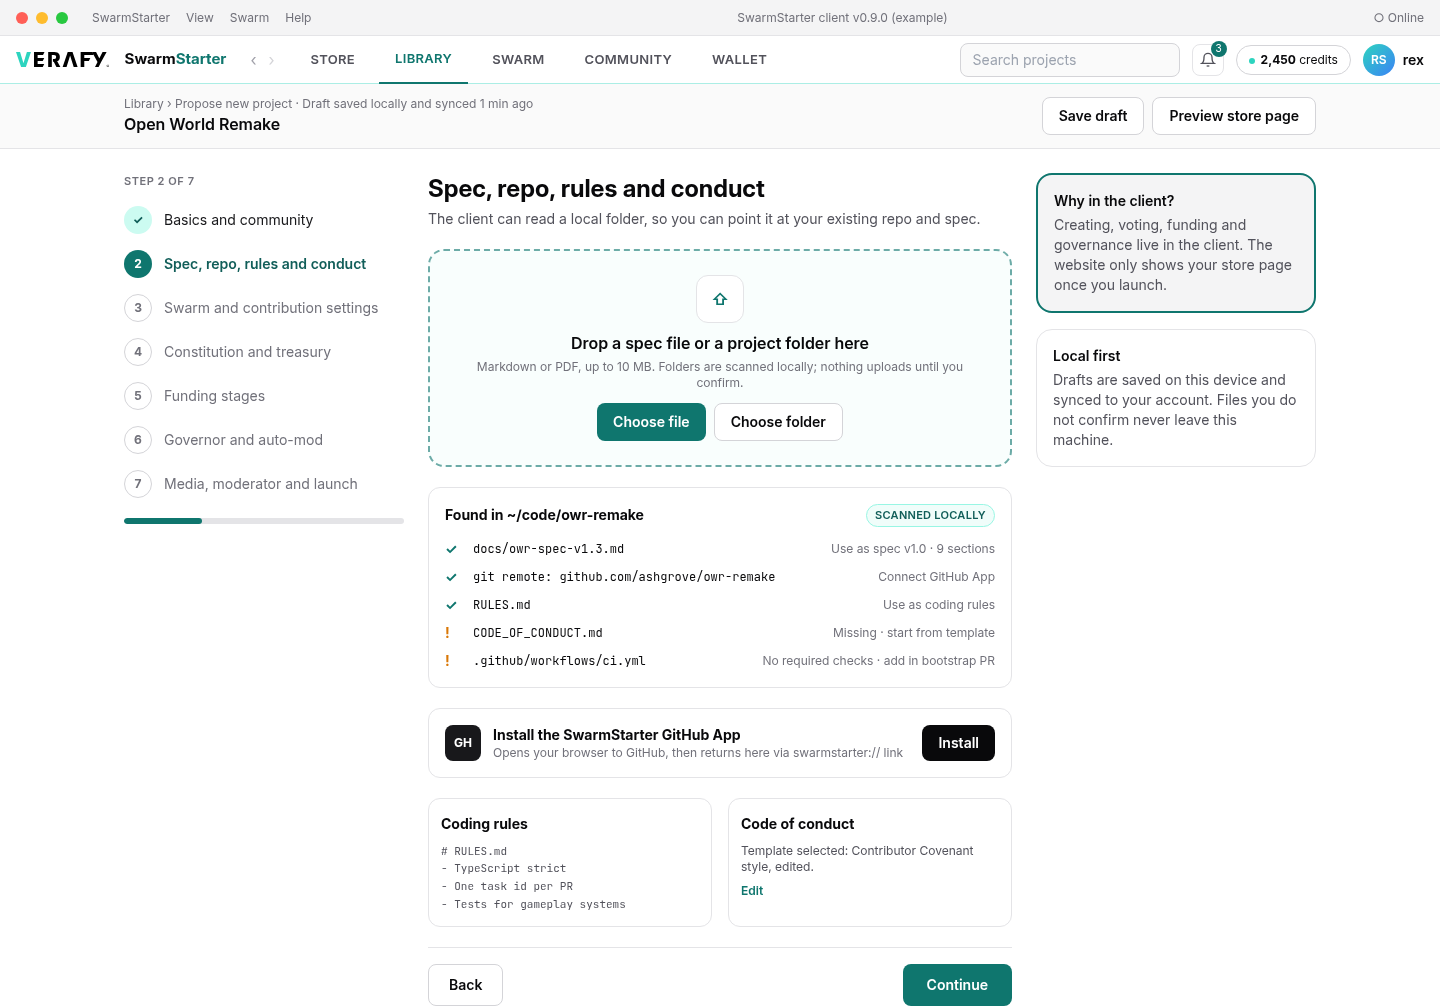 SwarmStarter View Swarm Help SwarmStarter client v0.9.0 (example) Online
VERAFY. SwarmStarter ‹ › STORE LIBRARY SWARM COMMUNITY WALLET Search projects 3 2,450 credits RS rex
Library › Propose new project · Draft saved locally and synced 1 min ago
Open World Remake
Save draft Preview store page
STEP 2 OF 7
Basics and community
2 Spec, repo, rules and conduct
3 Swarm and contribution settings
4 Constitution and treasury
5 Funding stages
6 Governor and auto-mod
7 Media, moderator and launch
Spec, repo, rules and conduct
The client can read a local folder, so you can point it at your existing repo and spec.
Drop a spec file or a project folder here
Markdown or PDF, up to 10 MB. Folders are scanned locally; nothing uploads until you
confirm.
Choose file Choose folder
Found in ~/code/owr-remake SCANNED LOCALLY
docs/owr-spec-v1.3.md Use as spec v1.0 · 9 sections
git remote: github.com/ashgrove/owr-remake Connect GitHub App
RULES.md Use as coding rules
! CODE_OF_CONDUCT.md Missing · start from template
! .github/workflows/ci.yml No required checks · add in bootstrap PR
GH Install the SwarmStarter GitHub App
Opens your browser to GitHub, then returns here via swarmstarter:// link
Install
Coding rules
# RULES.md
- TypeScript strict
- One task id per PR
- Tests for gameplay systems
Code of conduct
Template selected: Contributor Covenant
style, edited.
Edit
Back Continue
Why in the client?
Creating, voting, funding and
governance live in the client. The
website only shows your store page
once you launch.
Local first
Drafts are saved on this device and
synced to your account. Files you do
not confirm never leave this
machine.